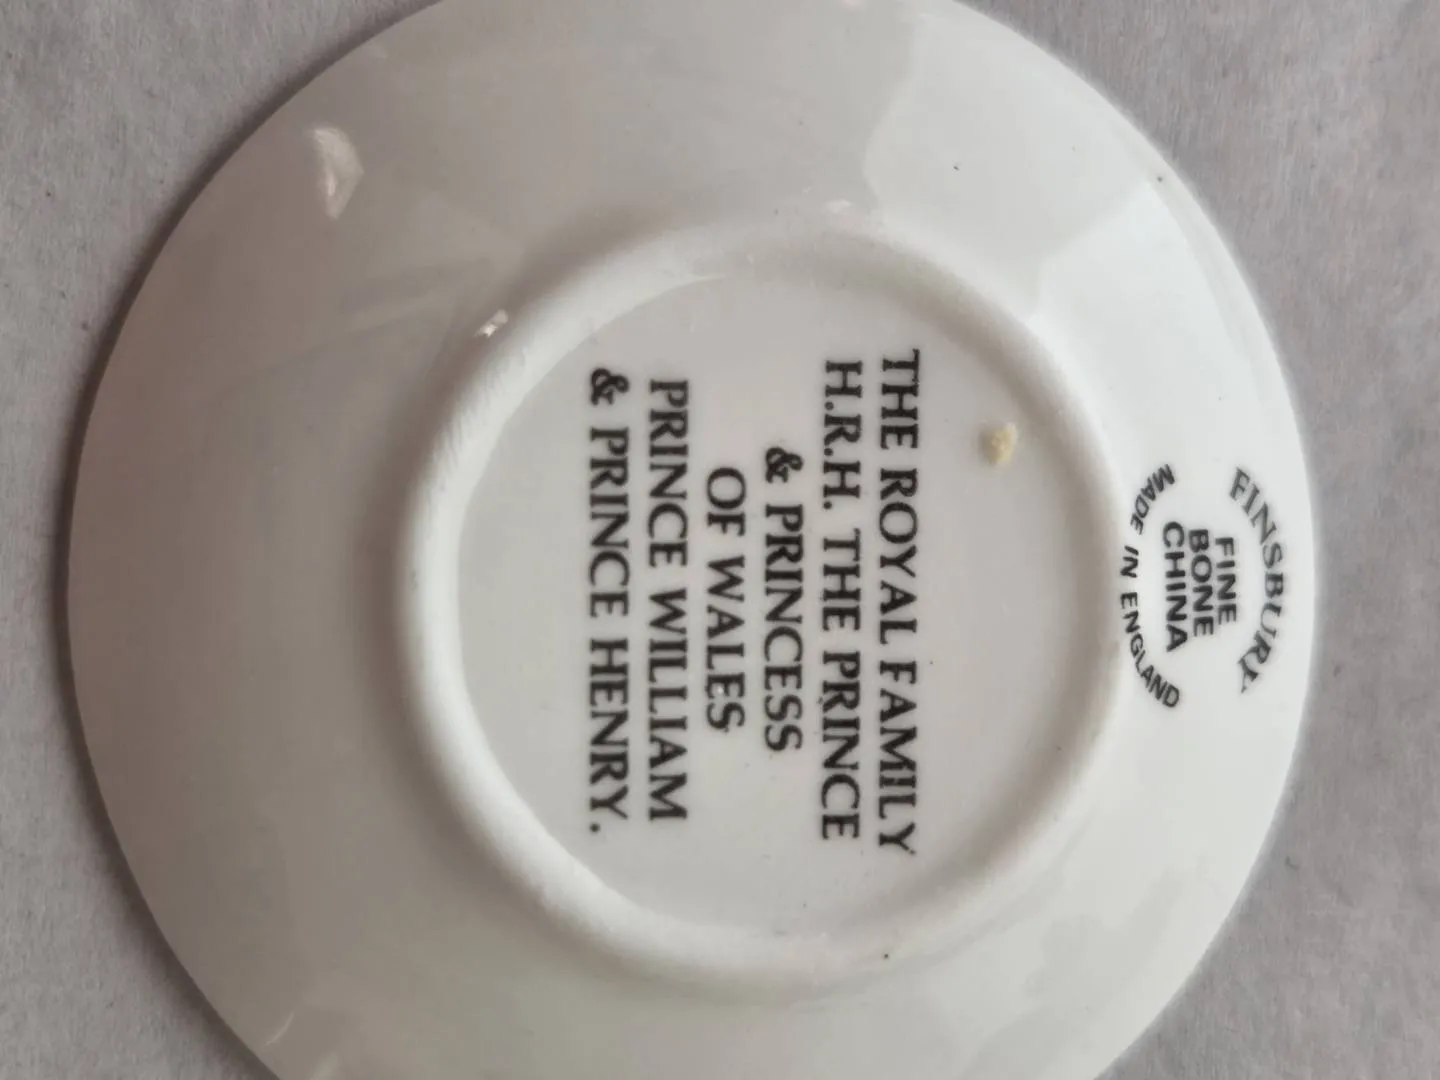 FINSBURY
FINE
BONE
CHINA
MADE IN ENGLAND
THE ROYAL FAMILY
H.R.H. THE PRINCE
& PRINCESS
OF WALES
PRINCE WILLIAM
& PRINCE HENRY.